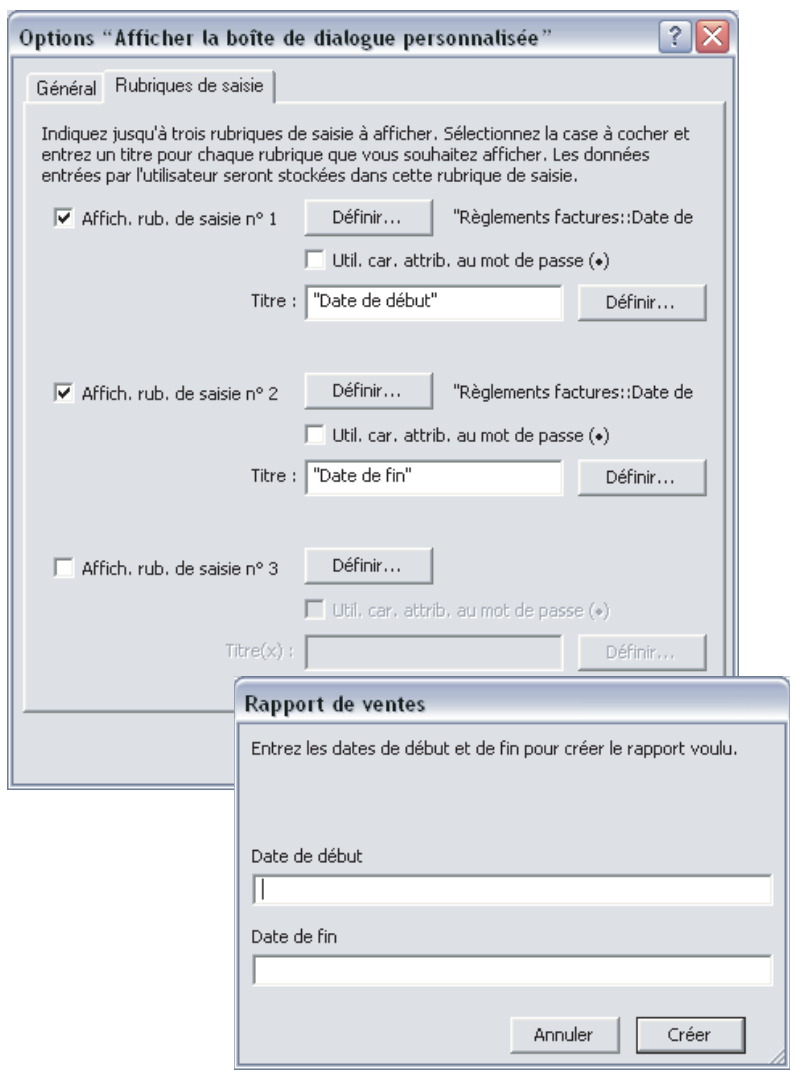 Options “Afficher la boîte de dialogue personnalisée”
Général
Rubriques de saisie
Indiquez jusqu'à trois rubriques de saisie à afficher. Sélectionnez la case à cocher et
entrez un titre pour chaque rubrique que vous souhaitez afficher. Les données
entrées par l'utilisateur seront stockées dans cette rubrique de saisie.
Affich. rub. de saisie n° 1 Définir... "Règlements factures::Date de
Util. car. attrib. au mot de passe (•)
Titre : "Date de début" Définir...
Affich. rub. de saisie n° 2 Définir... "Règlements factures::Date de
Util. car. attrib. au mot de passe (•)
Titre : "Date de fin" Définir...
Affich. rub. de saisie n° 3 Définir...
Util. car. attrib. au mot de passe (•)
Titre(x) : Définir...
Rapport de ventes
Entrez les dates de début et de fin pour créer le rapport voulu.
Date de début
Date de fin
Annuler Créer